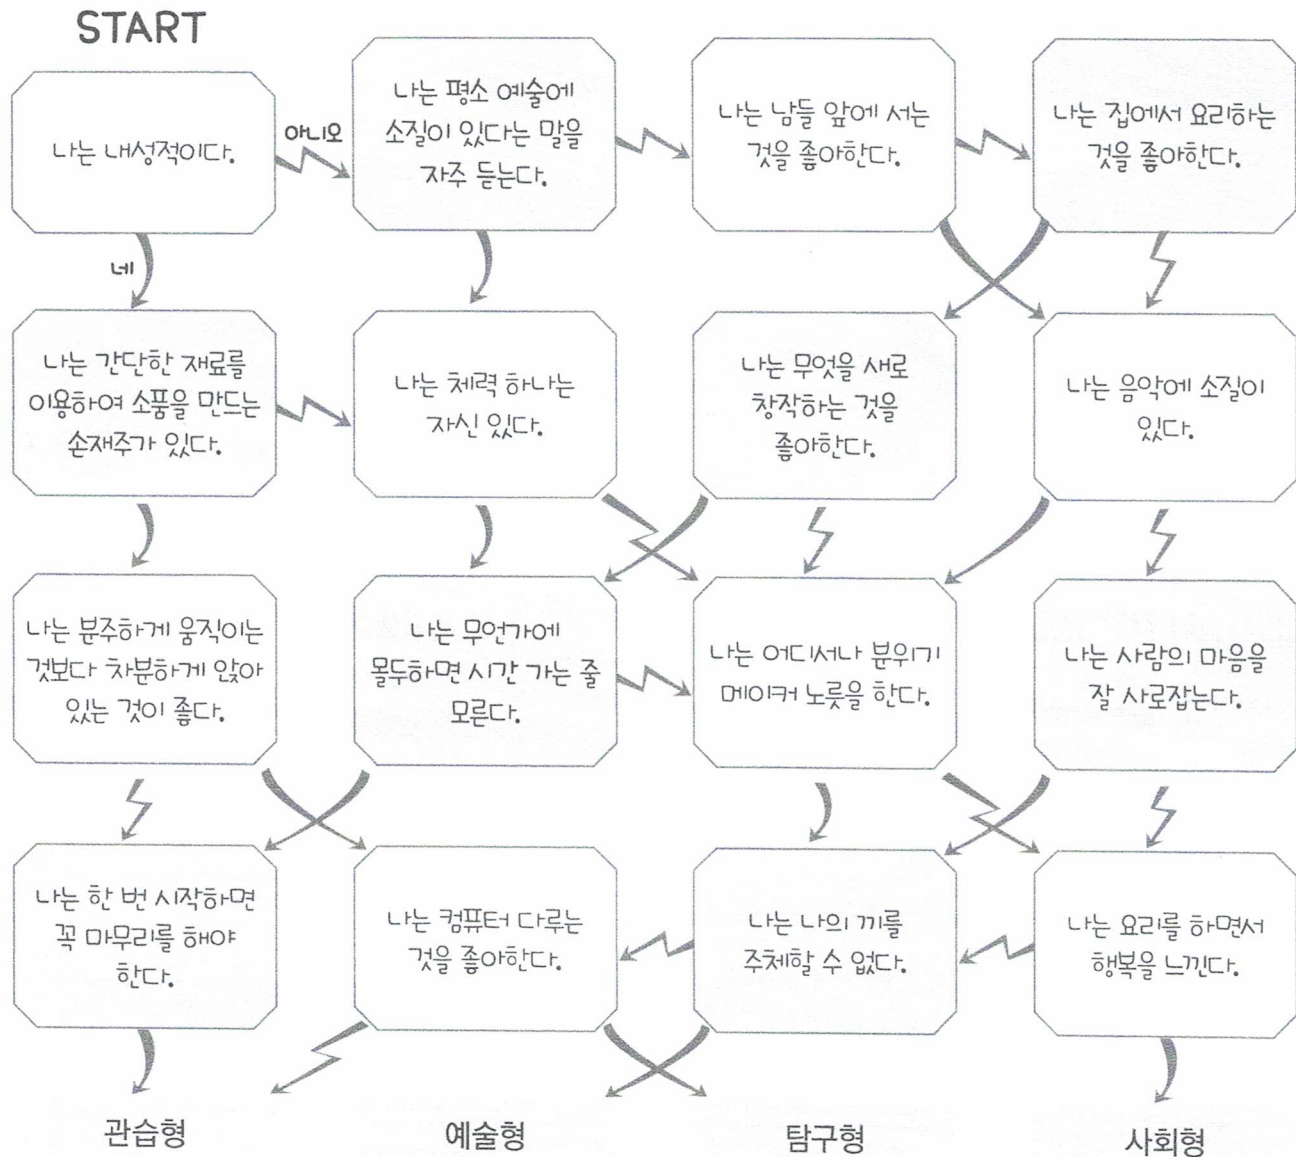 START
나는 내성적이다.
아니오
나는 평소 예술에
소질이 있다는 말을
자주 듣는다.
나는 남들 앞에 서는
것을 좋아한다.
나는 집에서 요리하는
것을 좋아한다.
네
나는 간단한 재료를
이용하여 소품을 만드는
손재주가 있다.
나는 체력 하나는
자신 있다.
나는 무엇을 새로
창작하는 것을
좋아한다.
나는 음악에 소질이
있다.
나는 분주하게 움직이는
것보다 차분하게 앉아
있는 것이 좋다.
나는 무언가에
몰두하면 시간 가는 줄
모른다.
나는 어디서나 분위기
메이커 노릇을 한다.
나는 사람의 마음을
잘 사로잡는다.
나는 한 번 시작하면
꼭 마무리를 해야
한다.
나는 컴퓨터 다루는
것을 좋아한다.
나는 나의 끼를
주체할 수 없다.
나는 요리를 하면서
행복을 느낀다.
관습형
예술형
탐구형
사회형